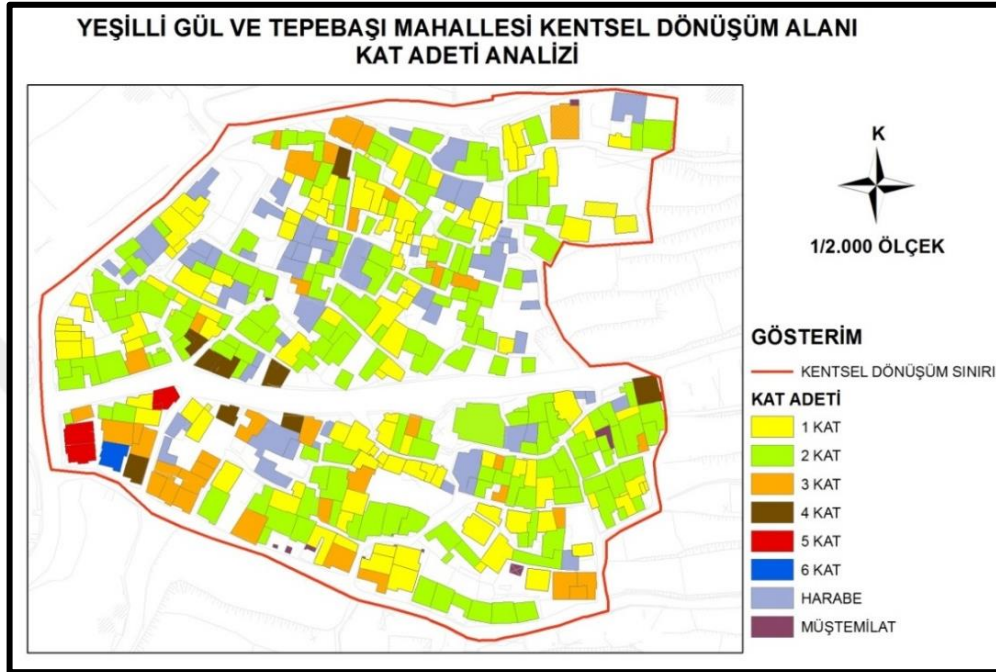 YEŞİLLİ GÜL VE TEPEBAŞI MAHALLESİ KENTSEL DÖNÜŞÜM ALANI
KAT ADETİ ANALİZİ
K
1/2.000 ÖLÇEK
GÖSTERİM
KENTSEL DÖNÜŞÜM SINIRI
KAT ADETİ
1 KAT
2 KAT
3 KAT
4 KAT
5 KAT
6 KAT
HARABE
MÜŞTEMİLAT